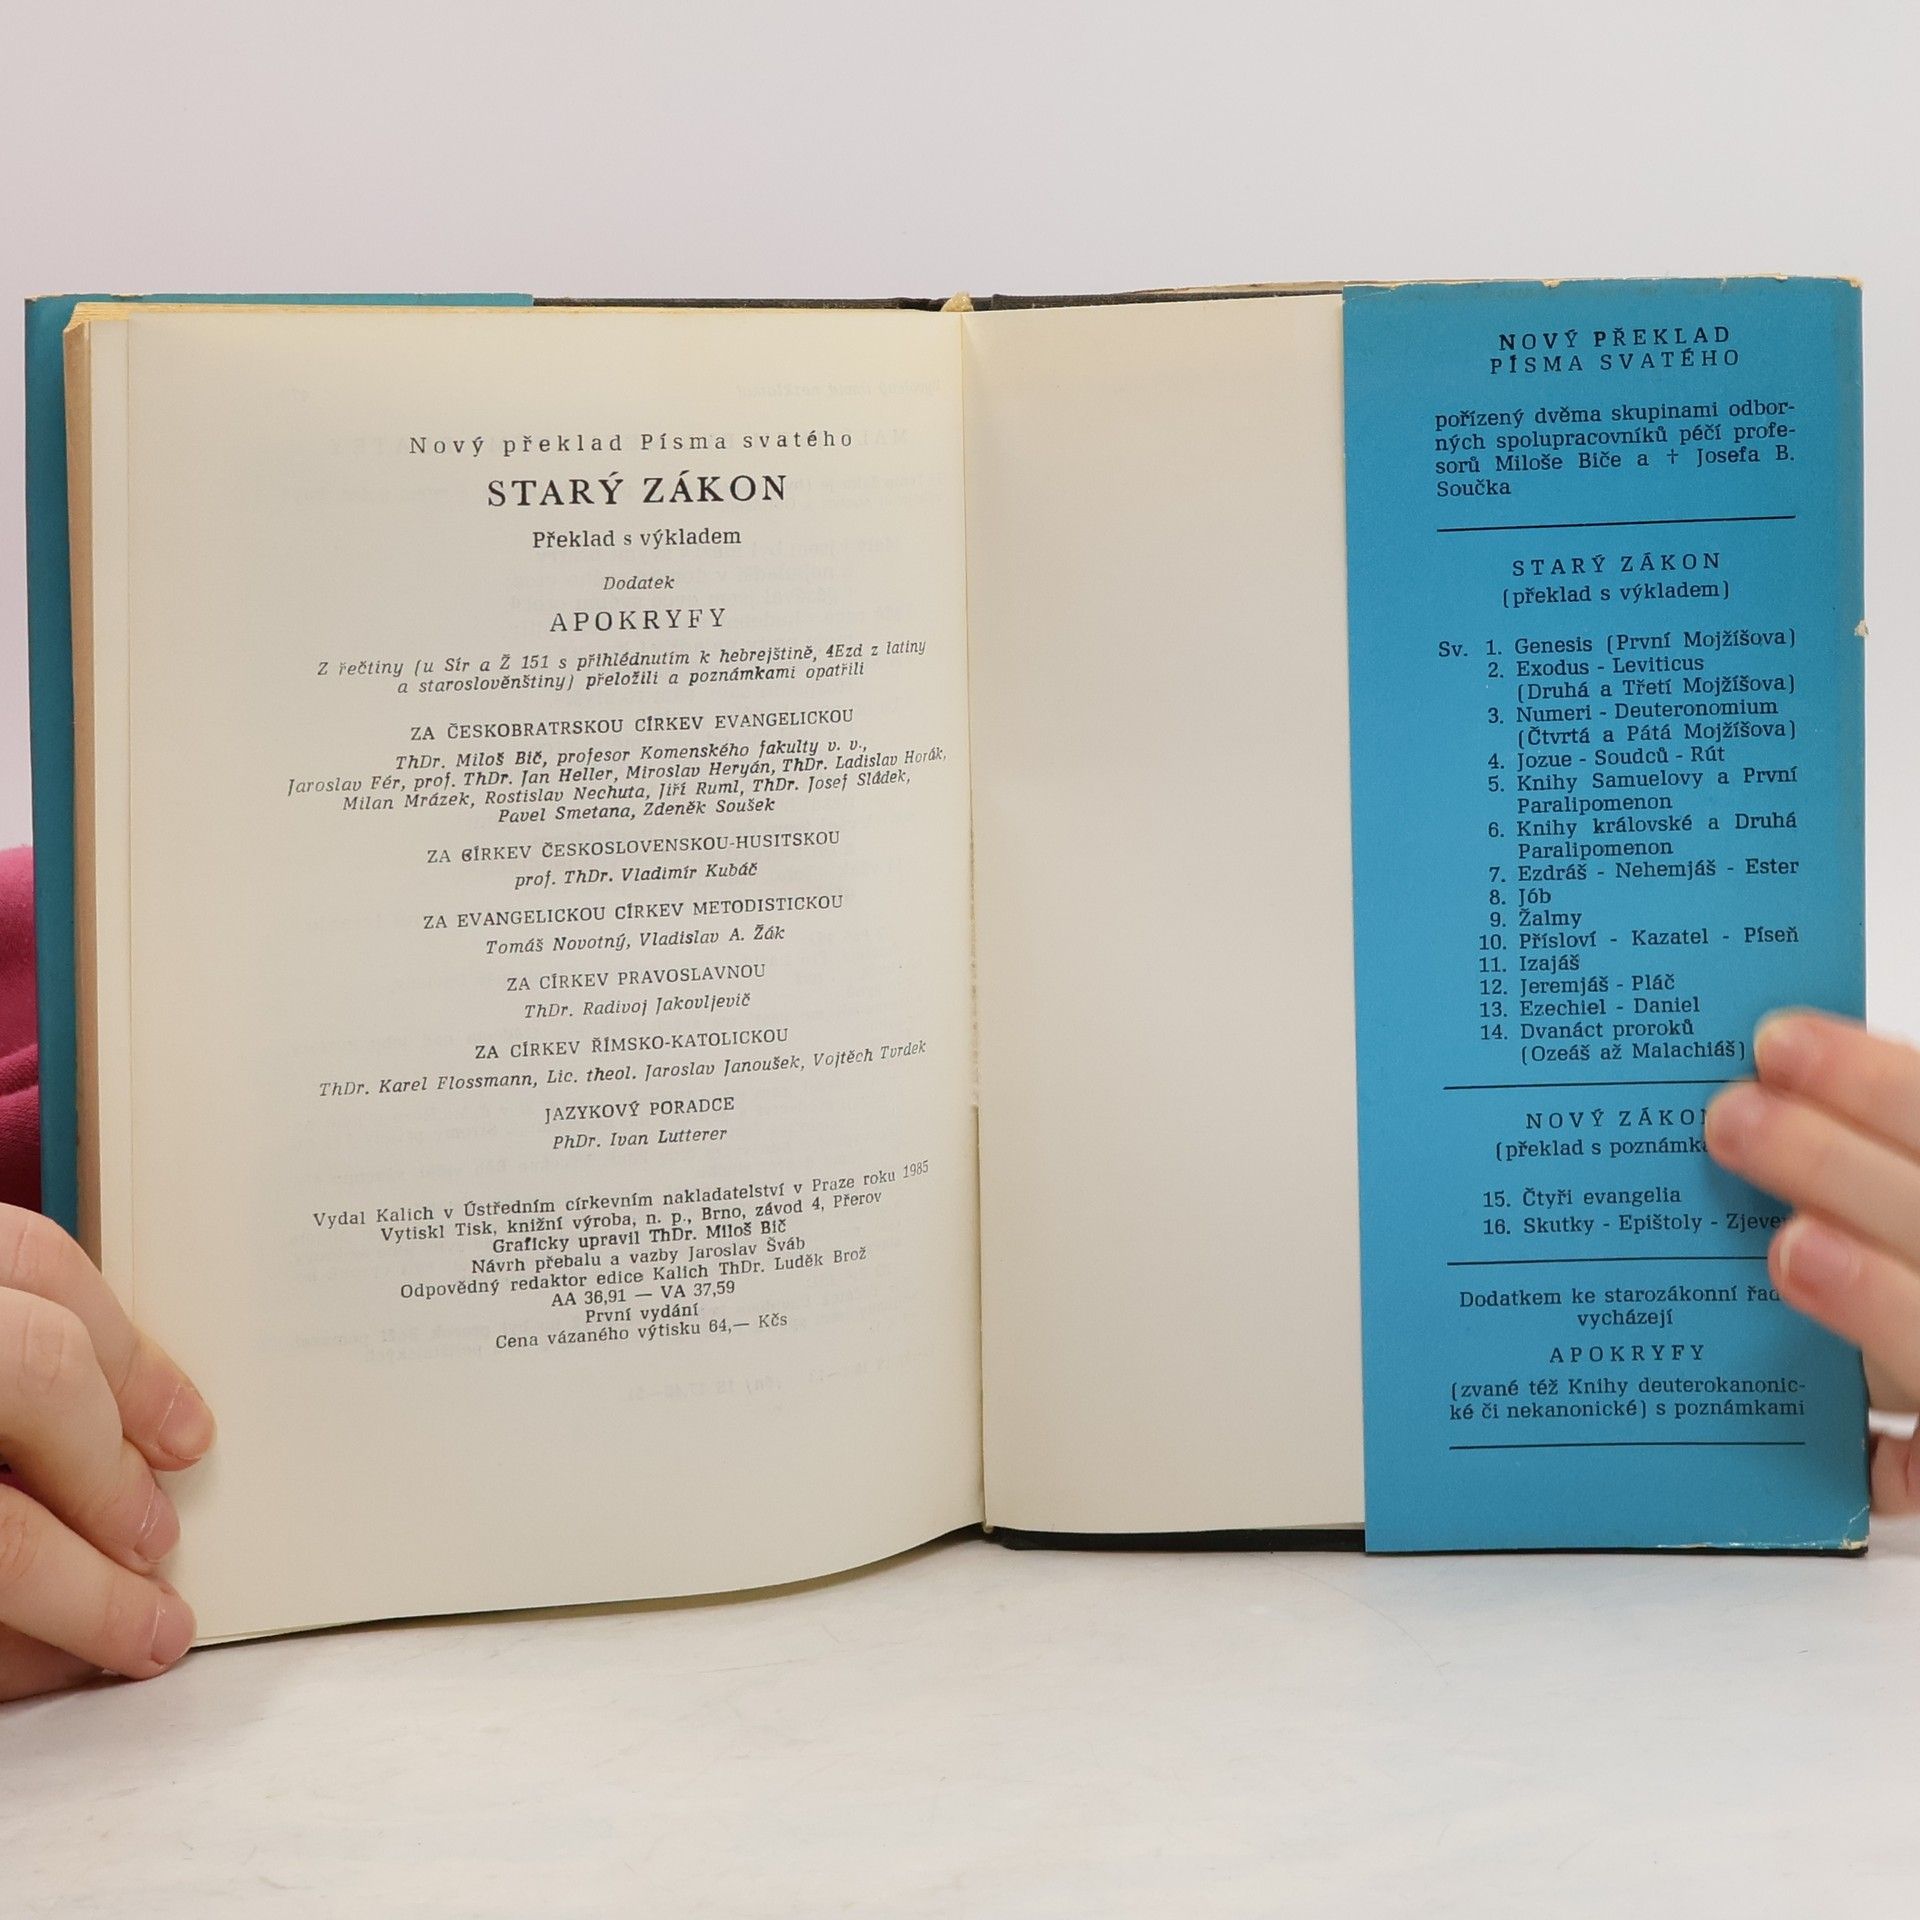 Nový překlad Písma svatého
STARÝ ZÁKON
Překlad s výkladem
Dodatek
APOKRYFY
Z řečtiny (u Sír a Ž 151 s přihlédnutím k hebrejštině, 4Ezd z latiny
a staroslověnštiny) přeložili a poznámkami opatřili
ZA ČESKOBRATRSKOU CÍRKEV EVANGELICKOU
ThDr. Miloš Bič, profesor Komenského fakulty v. v.,
Jaroslav Fér, prof. ThDr. Jan Heller, Miroslav Heryán, ThDr. Ladislav Horák,
Milan Mrázek, Rostislav Nechuta, Jiří Ruml, ThDr. Josef Sládek,
Pavel Smetana, Zdeněk Soušek
ZA CÍRKEV ČESKOSLOVENSKOU-HUSITSKOU
prof. ThDr. Vladimír Kubáč
ZA EVANGELICKOU CÍRKEV METODISTICKOU
Tomáš Novotný, Vladislav A. Žák
ZA CÍRKEV PRAVOSLAVNOU
ThDr. Radivoj Jakovljevič
ZA CÍRKEV ŘÍMSKO-KATOLICKOU
ThDr. Karel Flossmann, Lic. theol. Jaroslav Janoušek, Vojtěch Tvrdek
JAZYKOVÝ PORADCE
PhDr. Ivan Lutterer
Vydal Kalich v Ústředním církevním nakladatelství v Praze roku 1985
Vytiskl Tisk, knižní výroba, n. p., Brno, závod 4, Přerov
Graficky upravil ThDr. Miloš Bič
Návrh přebalu a vazby Jaroslav Šváb
Odpovědný redaktor edice Kalich ThDr. Luděk Brož
AA 36,91 — VA 37,59
První vydání
Cena vázaného výtisku 64,— Kčs
NOVÝ PŘEKLAD
PÍSMA SVATÉHO
pořízený dvěma skupinami odbor-
ných spolupracovníků péčí profe-
sorů Miloše Biče a † Josefa B.
Součka
STARÝ ZÁKON
(překlad s výkladem)
Sv. 1. Genesis (První Mojžíšova)
2. Exodus - Leviticus
(Druhá a Třetí Mojžíšova)
3. Numeri - Deuteronomium
(Čtvrtá a Pátá Mojžíšova)
4. Jozue - Soudců - Rút
5. Knihy Samuelovy a První
Paralipomenon
6. Knihy královské a Druhá
Paralipomenon
7. Ezdráš - Nehemjáš - Ester
8. Jób
9. Žalmy
10. Přísloví - Kazatel - Píseň
11. Izajáš
12. Jeremjáš - Pláč
13. Ezechiel - Daniel
14. Dvanáct proroků
(Ozeáš až Malachiáš)
NOVÝ ZÁKON
(překlad s poznámka
15. Čtyři evangelia
16. Skutky - Epištoly - Zjeve
Dodatkem ke starozákonní řad
vycházejí
APOKRYFY
(zvané též Knihy deuterokanonic-
ké či nekanonické) s poznámkami